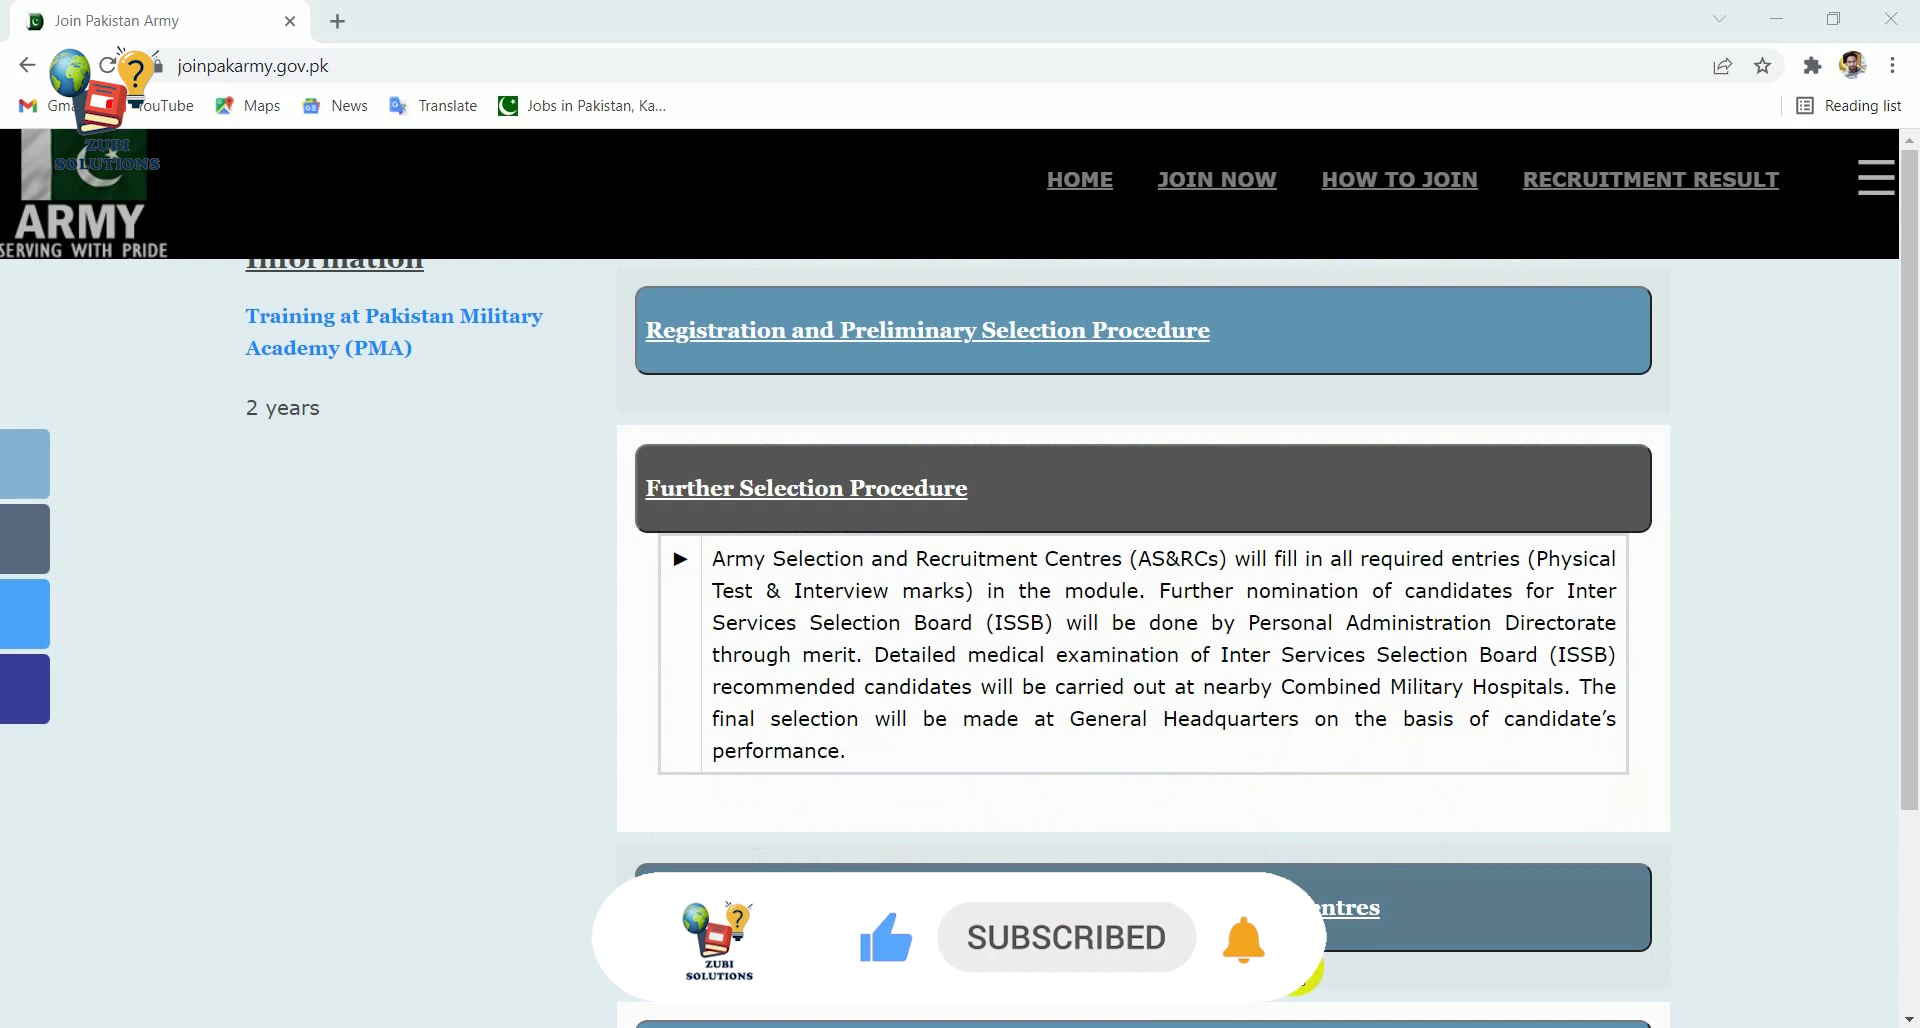 Join Pakistan Army
joinpakarmy.gov.pk
YouTube
Maps
News
Translate
Jobs in Pakistan, Ka...
Reading list
ZUBI
SOLUTIONS
ARMY
SERVING WITH PRIDE
HOME
JOIN NOW
HOW TO JOIN
RECRUITMENT RESULT
Information
Training at Pakistan Military
Academy (PMA)
2 years
Registration and Preliminary Selection Procedure
Further Selection Procedure
► Army Selection and Recruitment Centres (AS&RCs) will fill in all required entries (Physical
Test & Interview marks) in the module. Further nomination of candidates for Inter
Services Selection Board (ISSB) will be done by Personal Administration Directorate
through merit. Detailed medical examination of Inter Services Selection Board (ISSB)
recommended candidates will be carried out at nearby Combined Military Hospitals. The
final selection will be made at General Headquarters on the basis of candidate’s
performance.
ZUBI
SOLUTIONS
SUBSCRIBED